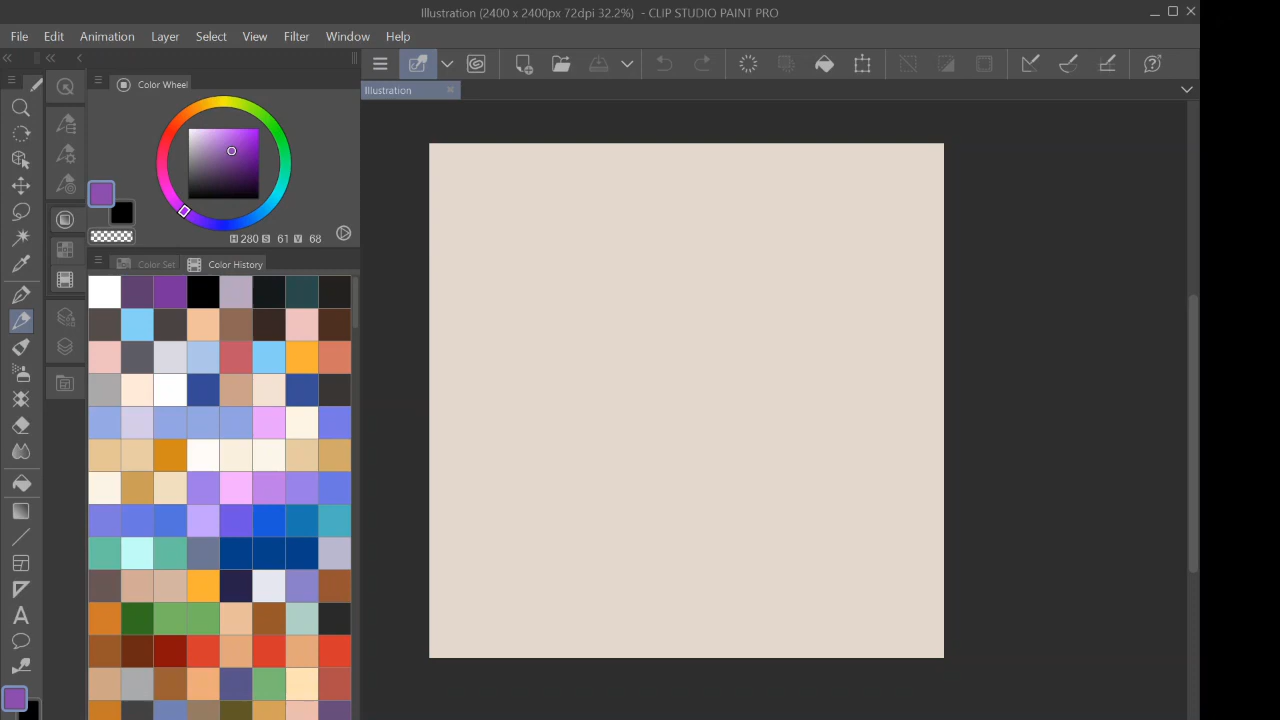 Illustration (2400 x 2400px 72dpi 32.2%) - CLIP STUDIO PAINT PRO
File Edit Animation Layer Select View Filter Window Help
Color Wheel
Illustration
H 280 S 61 V 68
Color Set Color History